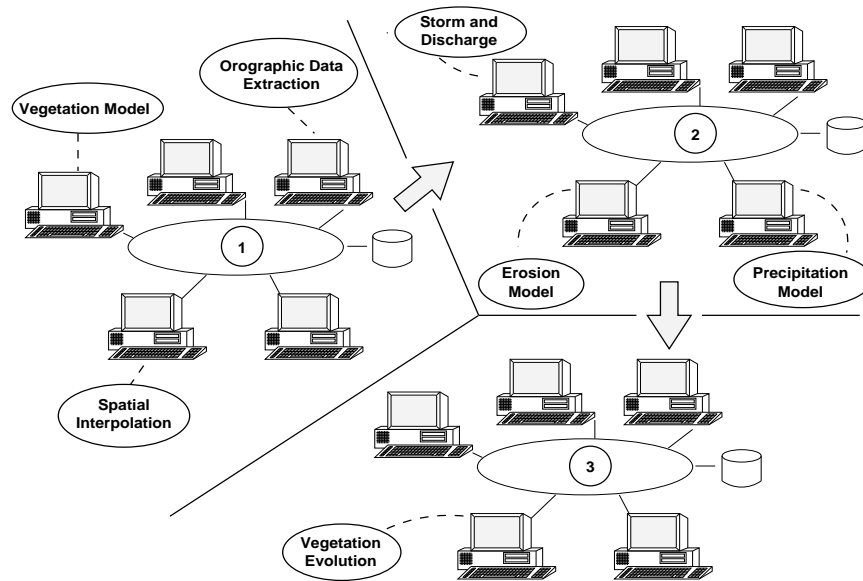 Vegetation Model
Orographic Data
Extraction
1
Spatial
Interpolation
Storm and
Discharge
2
Erosion
Model
Precipitation
Model
3
Vegetation
Evolution